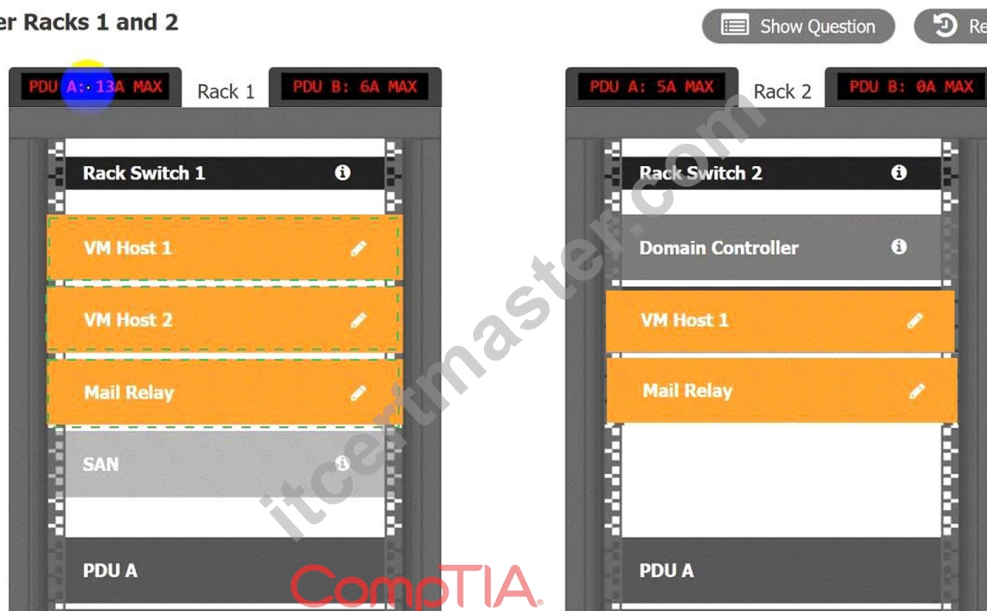 er Racks 1 and 2
Show Question
Re
PDU A: 13A MAX
Rack 1
PDU B: 6A MAX
Rack Switch 1
VM Host 1
VM Host 2
Mail Relay
SAN
PDU A
PDU A: 5A MAX
Rack 2
PDU B: 0A MAX
Rack Switch 2
Domain Controller
VM Host 1
Mail Relay
PDU A
itcertmaster.com
CompTIA.